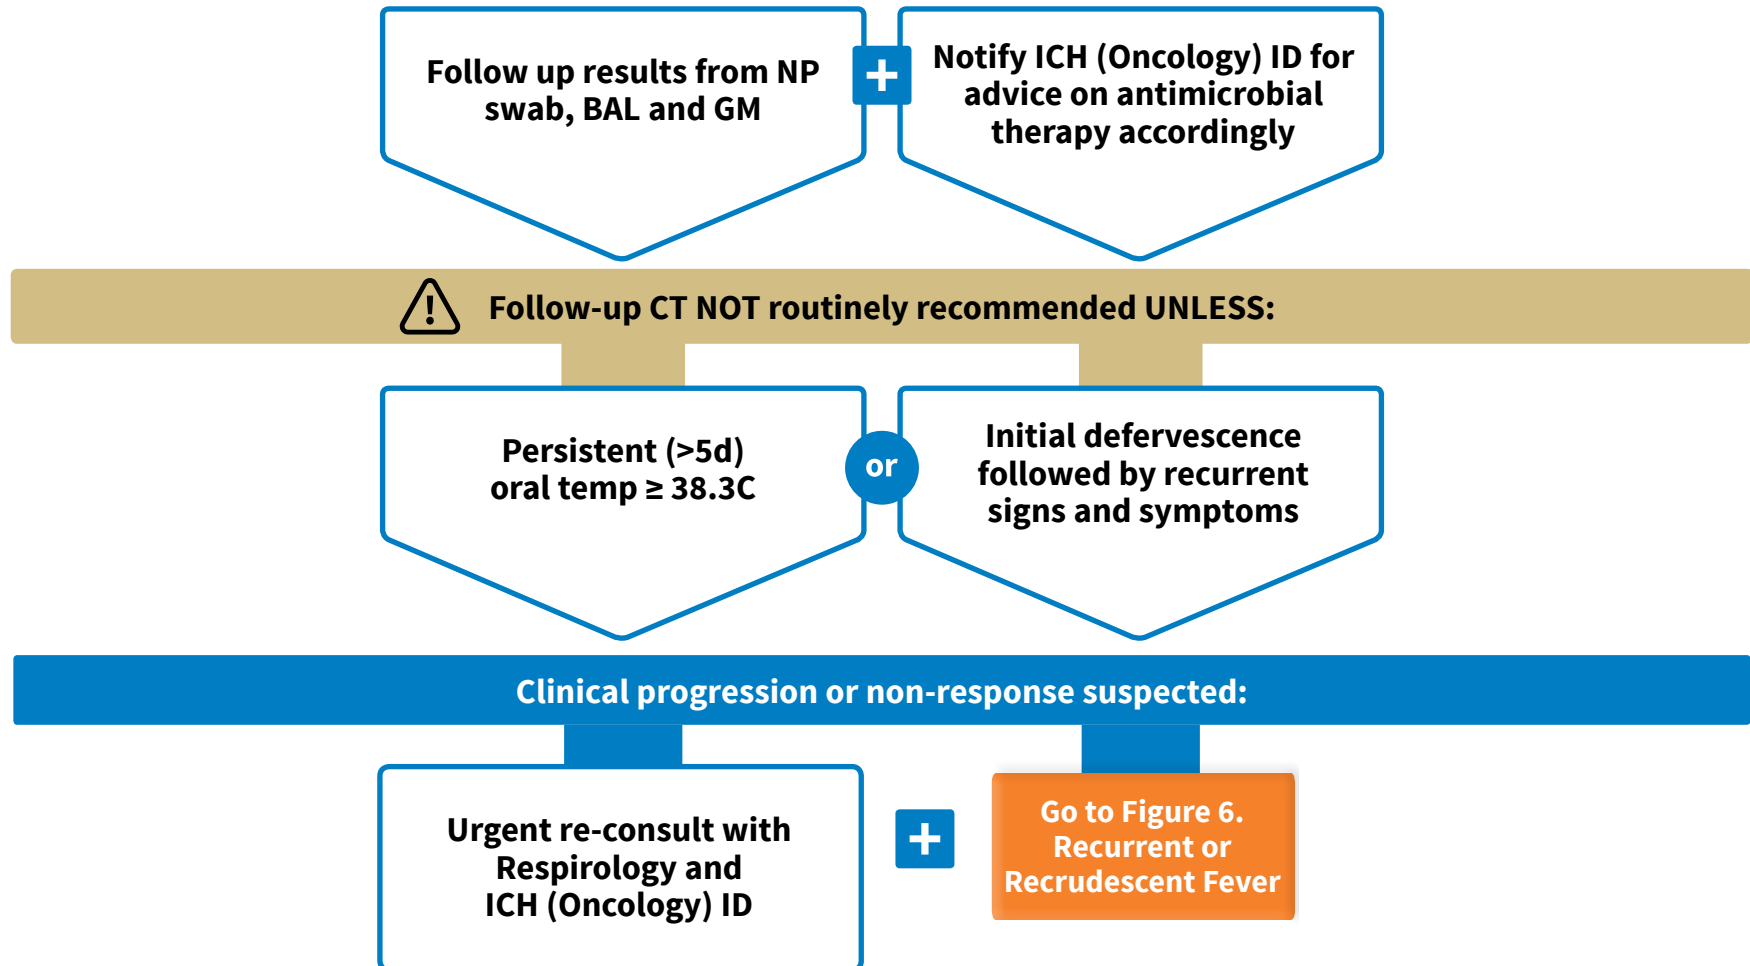 Follow up results from NP
swab, BAL and GM
+
Notify ICH (Oncology) ID for
advice on antimicrobial
therapy accordingly
! Follow-up CT NOT routinely recommended UNLESS:
Persistent (>5d)
oral temp ≥ 38.3C
or
Initial defervescence
followed by recurrent
signs and symptoms
Clinical progression or non-response suspected:
Urgent re-consult with
Respirology and
ICH (Oncology) ID
+
Go to Figure 6.
Recurrent or
Recrudescent Fever